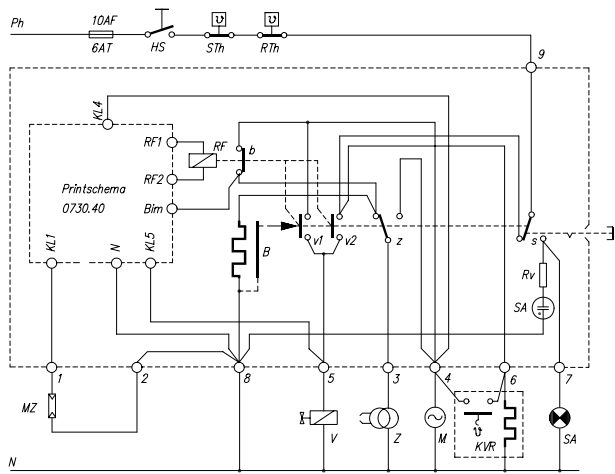 Ph
10AF
6AT
HS
STh
RTh
9
KL4
RF1
RF
b
RF2
Printschema
0730.40
Bim
KL1
N
KL5
B
v1
v2
z
s
Rv
SA
1
2
8
5
3
4
6
7
MZ
V
Z
M
KVR
SA
N